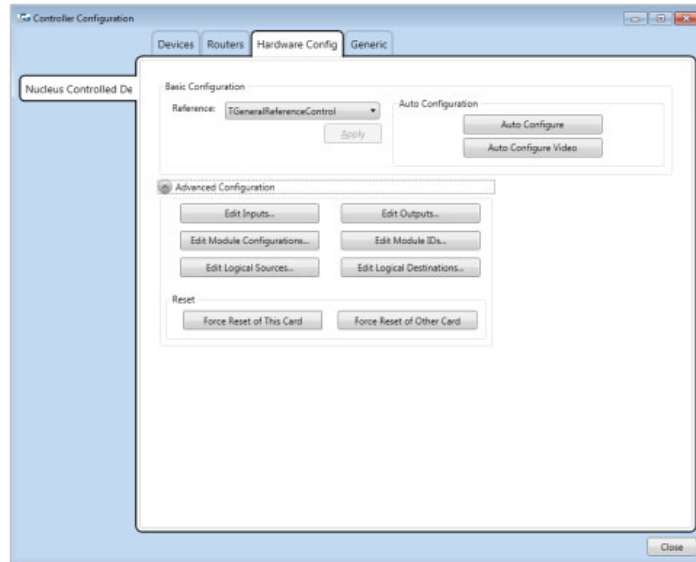 Controller Configuration
Devices Routers Hardware Config Generic
Nucleus Controlled De
Basic Configuration
Reference: TGeneralReferenceControl
Apply
Auto Configuration
Auto Configure
Auto Configure Video
Advanced Configuration
Edit Inputs... Edit Outputs...
Edit Module Configurations... Edit Module IDs...
Edit Logical Sources... Edit Logical Destinations...
Reset
Force Reset of This Card Force Reset of Other Card
Close